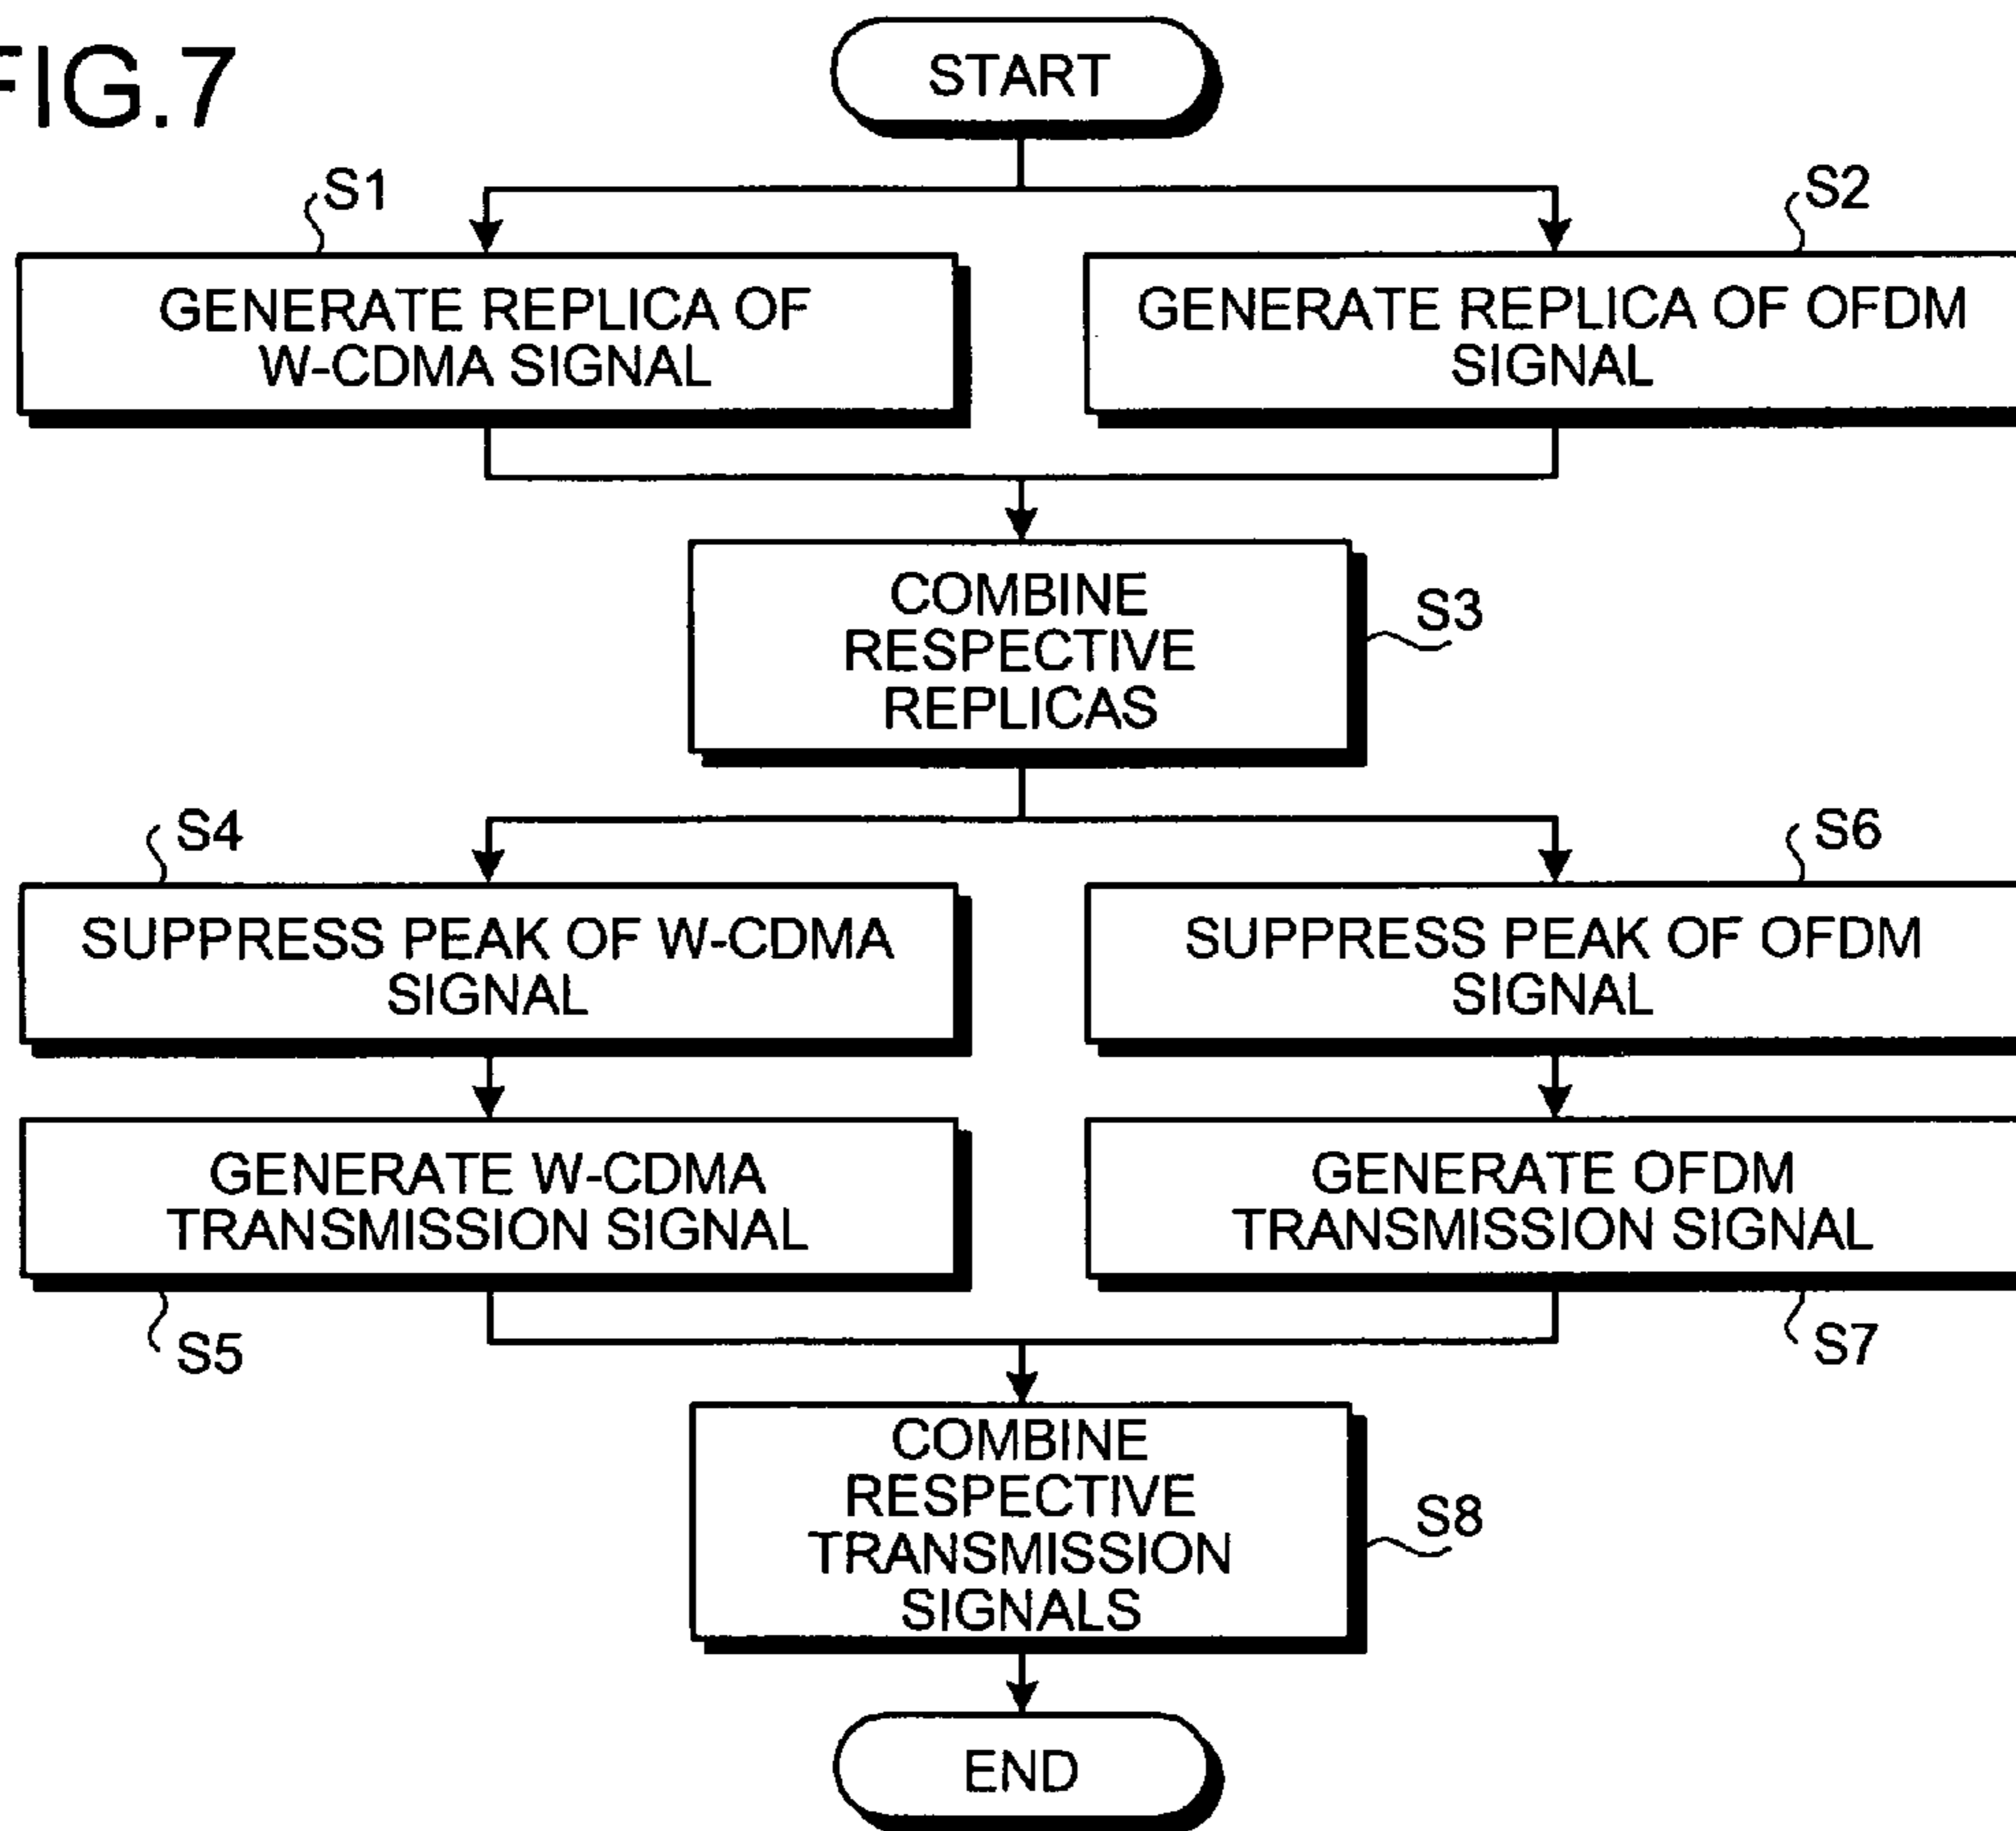 FIG.7
START
S1
S2
GENERATE REPLICA OF
W-CDMA SIGNAL
GENERATE REPLICA OF OFDM
SIGNAL
COMBINE
RESPECTIVE
REPLICAS
S3
S4
S6
SUPPRESS PEAK OF W-CDMA
SIGNAL
SUPPRESS PEAK OF OFDM
SIGNAL
GENERATE W-CDMA
TRANSMISSION SIGNAL
GENERATE OFDM
TRANSMISSION SIGNAL
S5
S7
COMBINE
RESPECTIVE
TRANSMISSION
SIGNALS
S8
END